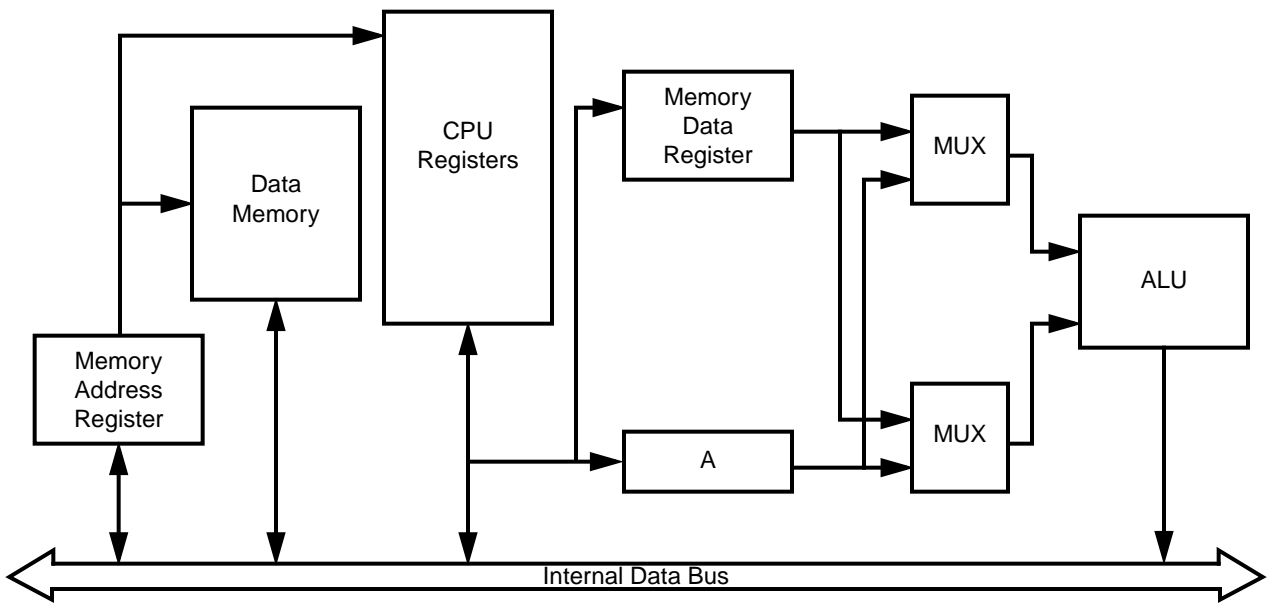 CPU
Registers
Memory
Data
Register
MUX
Data
Memory
ALU
Memory
Address
Register
MUX
A
Internal Data Bus